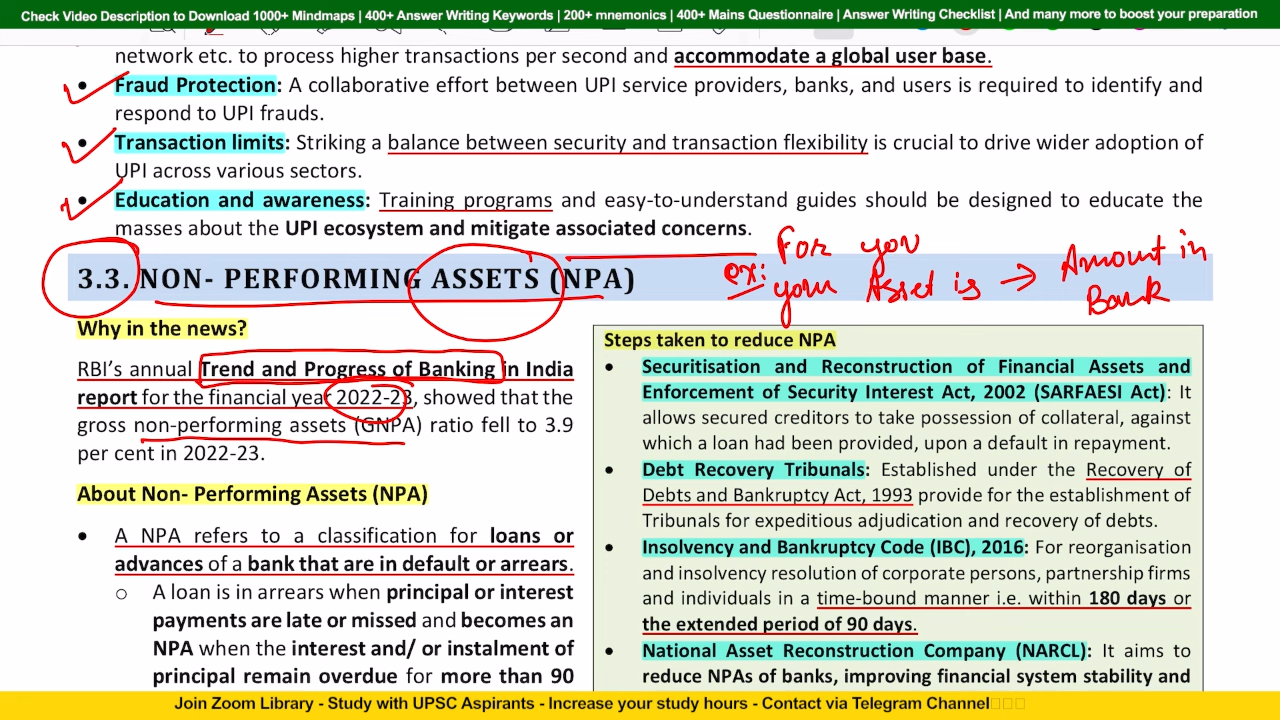 Check Video Description to Download 1000+ Mindmaps | 400+ Answer Writing Keywords | 200+ mnemonics | 400+ Mains Questionnaire | Answer Writing Checklist | And many more to boost your preparation
network etc. to process higher transactions per second and accommodate a global user base.
• Fraud Protection: A collaborative effort between UPI service providers, banks, and users is required to identify and
respond to UPI frauds.
• Transaction limits: Striking a balance between security and transaction flexibility is crucial to drive wider adoption of
UPI across various sectors.
• Education and awareness: Training programs and easy-to-understand guides should be designed to educate the
masses about the UPI ecosystem and mitigate associated concerns.
3.3. NON- PERFORMING ASSETS (NPA)
ex: For you
your Asset is → Amount in
Bank
Why in the news?
RBI's annual Trend and Progress of Banking in India
report for the financial year 2022-23, showed that the
gross non-performing assets (GNPA) ratio fell to 3.9
per cent in 2022-23.
About Non- Performing Assets (NPA)
• A NPA refers to a classification for loans or
advances of a bank that are in default or arrears.
o A loan is in arrears when principal or interest
payments are late or missed and becomes an
NPA when the interest and/ or instalment of
principal remain overdue for more than 90
Steps taken to reduce NPA
• Securitisation and Reconstruction of Financial Assets and
Enforcement of Security Interest Act, 2002 (SARFAESI Act): It
allows secured creditors to take possession of collateral, against
which a loan had been provided, upon a default in repayment.
• Debt Recovery Tribunals: Established under the Recovery of
Debts and Bankruptcy Act, 1993 provide for the establishment of
Tribunals for expeditious adjudication and recovery of debts.
• Insolvency and Bankruptcy Code (IBC), 2016: For reorganisation
and insolvency resolution of corporate persons, partnership firms
and individuals in a time-bound manner i.e. within 180 days or
the extended period of 90 days.
• National Asset Reconstruction Company (NARCL): It aims to
reduce NPAs of banks, improving financial system stability and
Join Zoom Library - Study with UPSC Aspirants - Increase your study hours - Contact via Telegram Channel